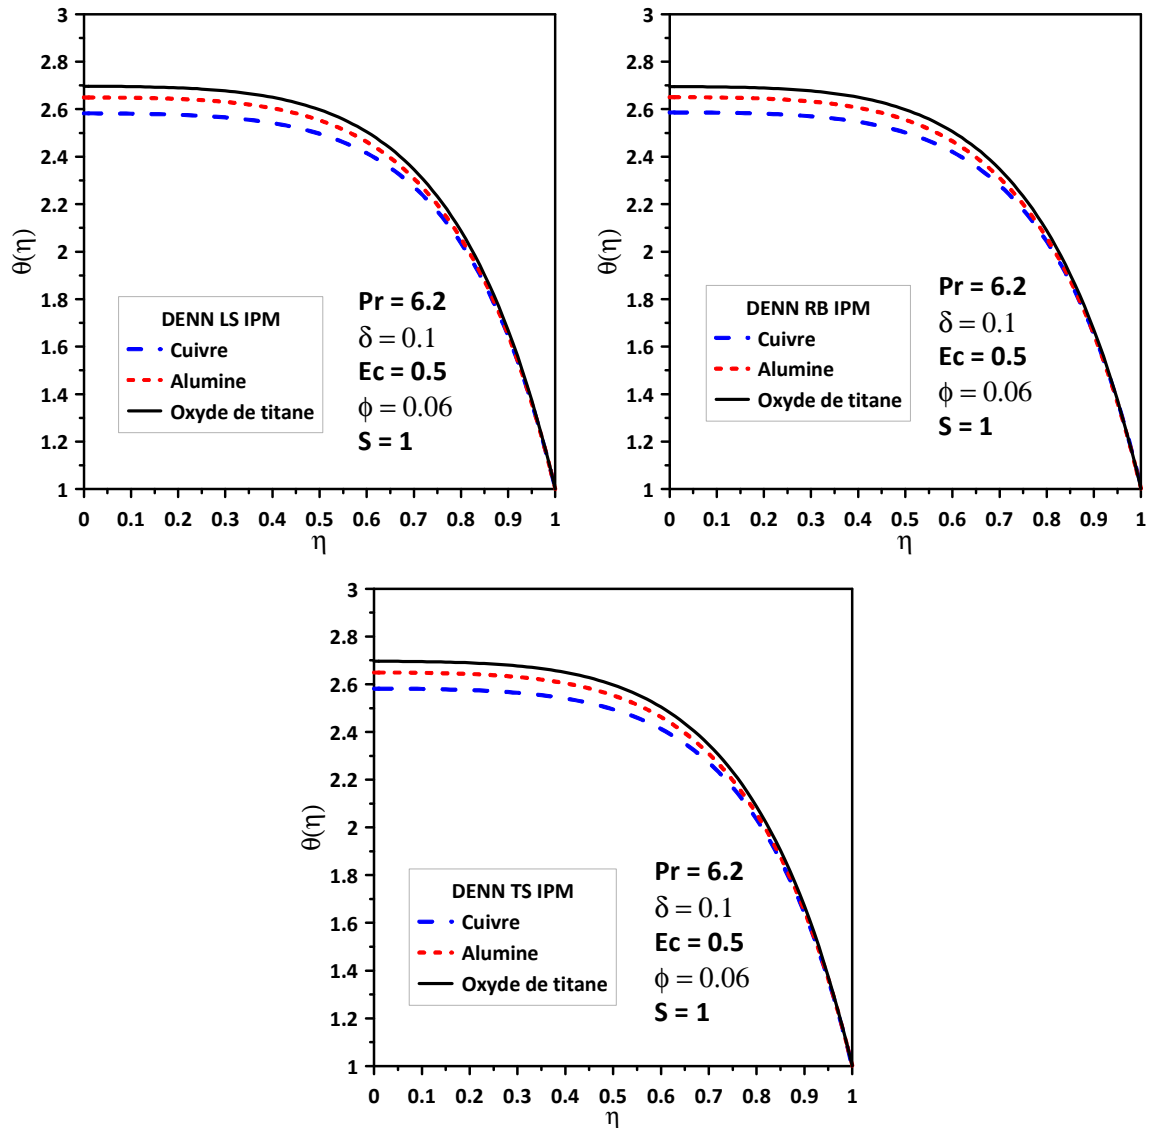 3
2.8
2.6
2.4
2.2
2
1.8
1.6
1.4
1.2
1
θ(η)
DENN LS IPM
Cuivre
Alumine
Oxyde de titane
Pr = 6.2
δ = 0.1
Ec = 0.5
ϕ = 0.06
S = 1
0 0.1 0.2 0.3 0.4 0.5 0.6 0.7 0.8 0.9 1
η
3
2.8
2.6
2.4
2.2
2
1.8
1.6
1.4
1.2
1
θ(η)
DENN RB IPM
Cuivre
Alumine
Oxyde de titane
Pr = 6.2
δ = 0.1
Ec = 0.5
ϕ = 0.06
S = 1
0 0.1 0.2 0.3 0.4 0.5 0.6 0.7 0.8 0.9 1
η
3
2.8
2.6
2.4
2.2
2
1.8
1.6
1.4
1.2
1
θ(η)
DENN TS IPM
Cuivre
Alumine
Oxyde de titane
Pr = 6.2
δ = 0.1
Ec = 0.5
ϕ = 0.06
S = 1
0 0.1 0.2 0.3 0.4 0.5 0.6 0.7 0.8 0.9 1
η